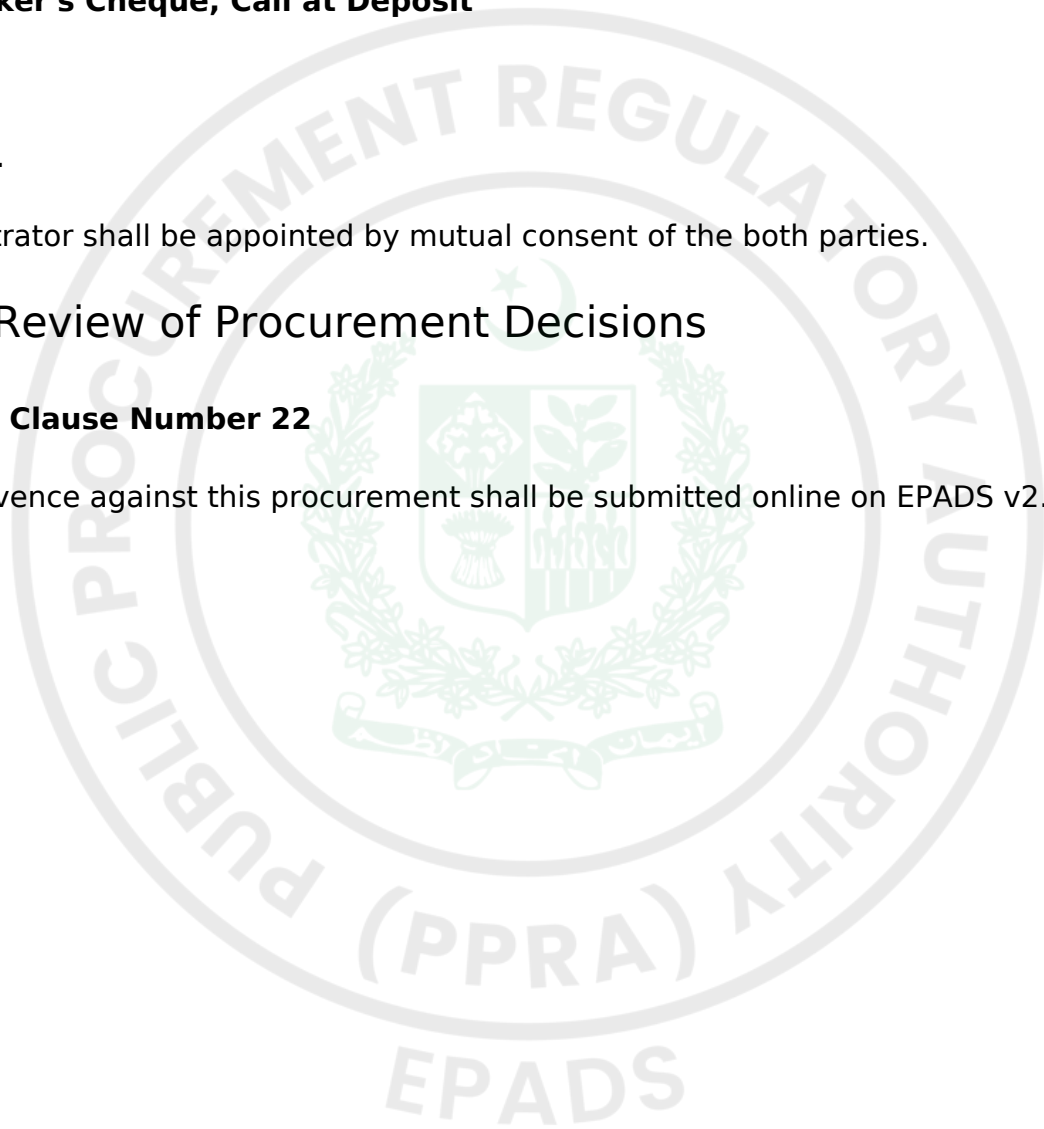 ker's Cheque, Call at Deposit
trator shall be appointed by mutual consent of the both parties.
Review of Procurement Decisions
Clause Number 22
vence against this procurement shall be submitted online on EPADS v2.
PUBLIC PROCUREMENT REGULATORY AUTHORITY
(PPRA)
EPADS